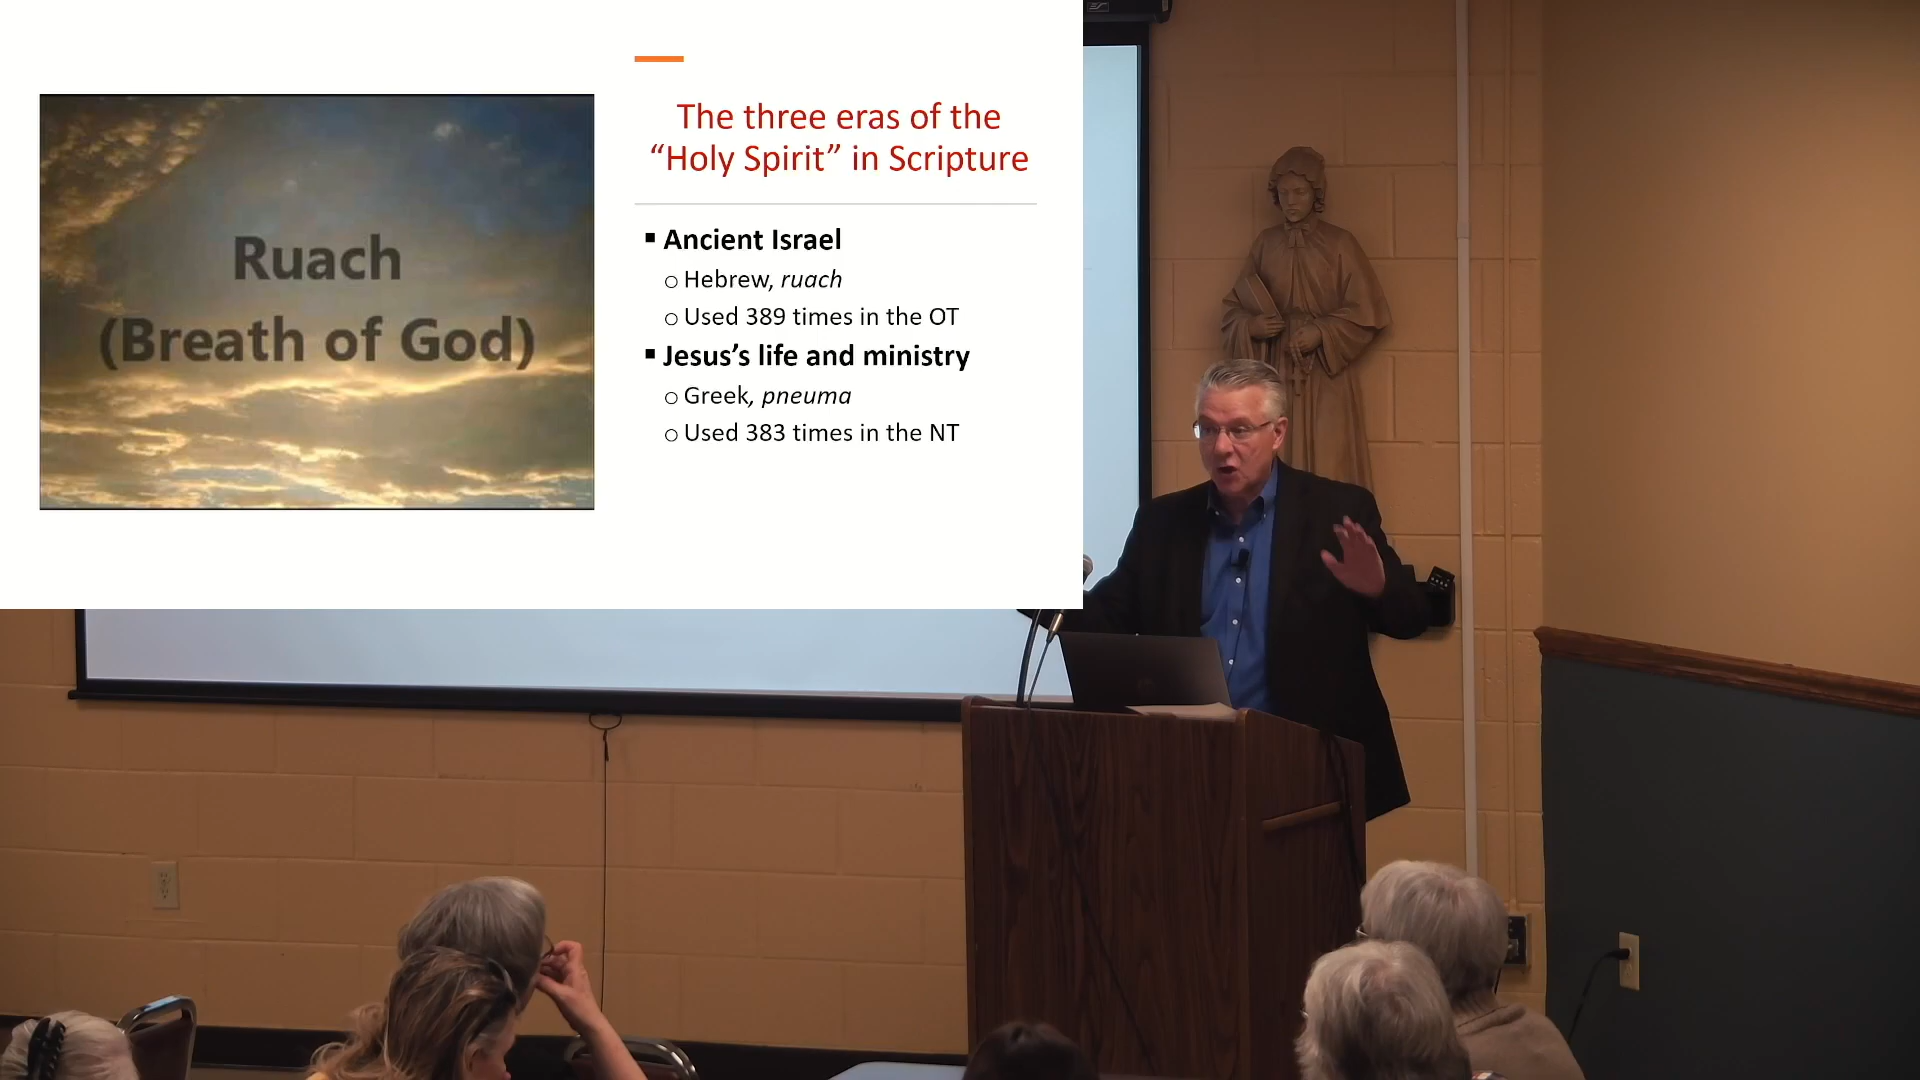 Ruach
(Breath of God)
The three eras of the
“Holy Spirit” in Scripture
▪ Ancient Israel
o Hebrew, ruach
o Used 389 times in the OT
▪ Jesus’s life and ministry
o Greek, pneuma
o Used 383 times in the NT